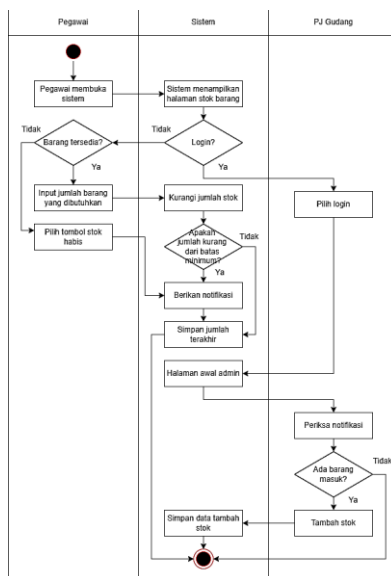 Pegawai
Sistem
PJ Gudang
Pegawai membuka
sistem
Sistem menampilkan
halaman stok barang
Tidak
Barang tersedia?
Tidak
Login?
Ya
Ya
Input jumlah barang
yang dibutuhkan
Kurangi jumlah stok
Pilih login
Pilih tombol stok
habis
Apakah
jumlah kurang
dari batas
minimum?
Tidak
Ya
Berikan notifikasi
Simpan jumlah
terakhir
Halaman awal admin
Periksa notifikasi
Ada barang
masuk?
Tidak
Ya
Simpan data tambah
stok
Tambah stok